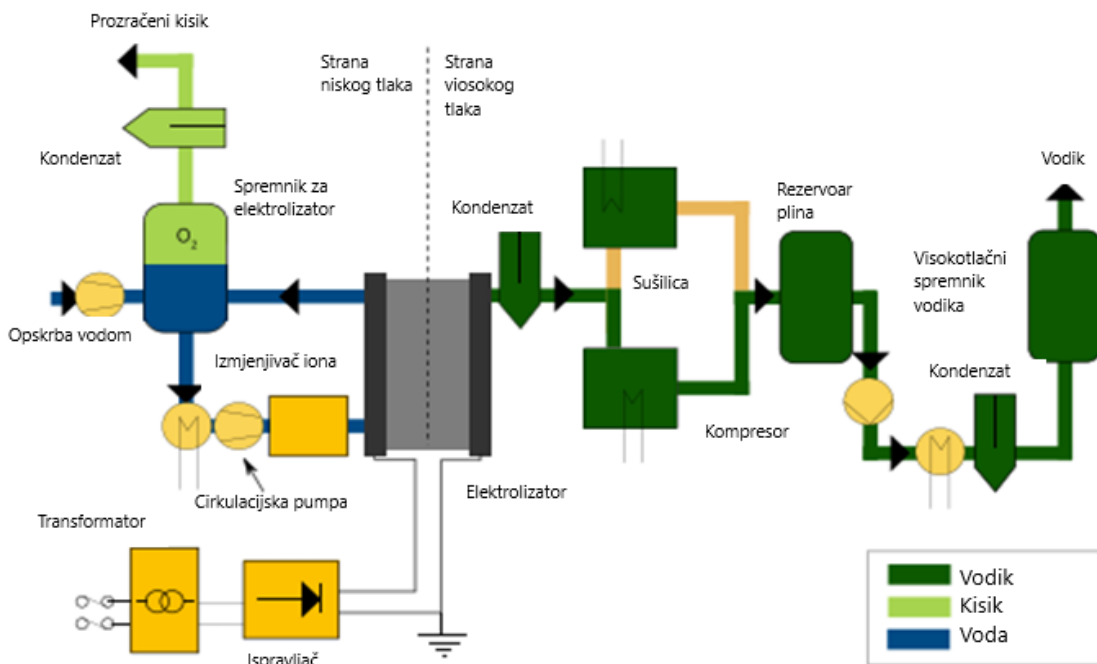 Prozračeni kisik
Strana
niskog tlaka
Strana
viosokog
tlaka
Kondenzat
Spremnik za
elektrolizator
O₂
Opskrba vodom
Izmjenjivač iona
Cirkulacijska pumpa
Transformator
Ispravljač
Elektrolizator
Kondenzat
Sušilica
Kompresor
Rezervoar
plina
Vodik
Visokotlačni
spremnik
vodika
Kondenzat
Vodik
Kisik
Voda